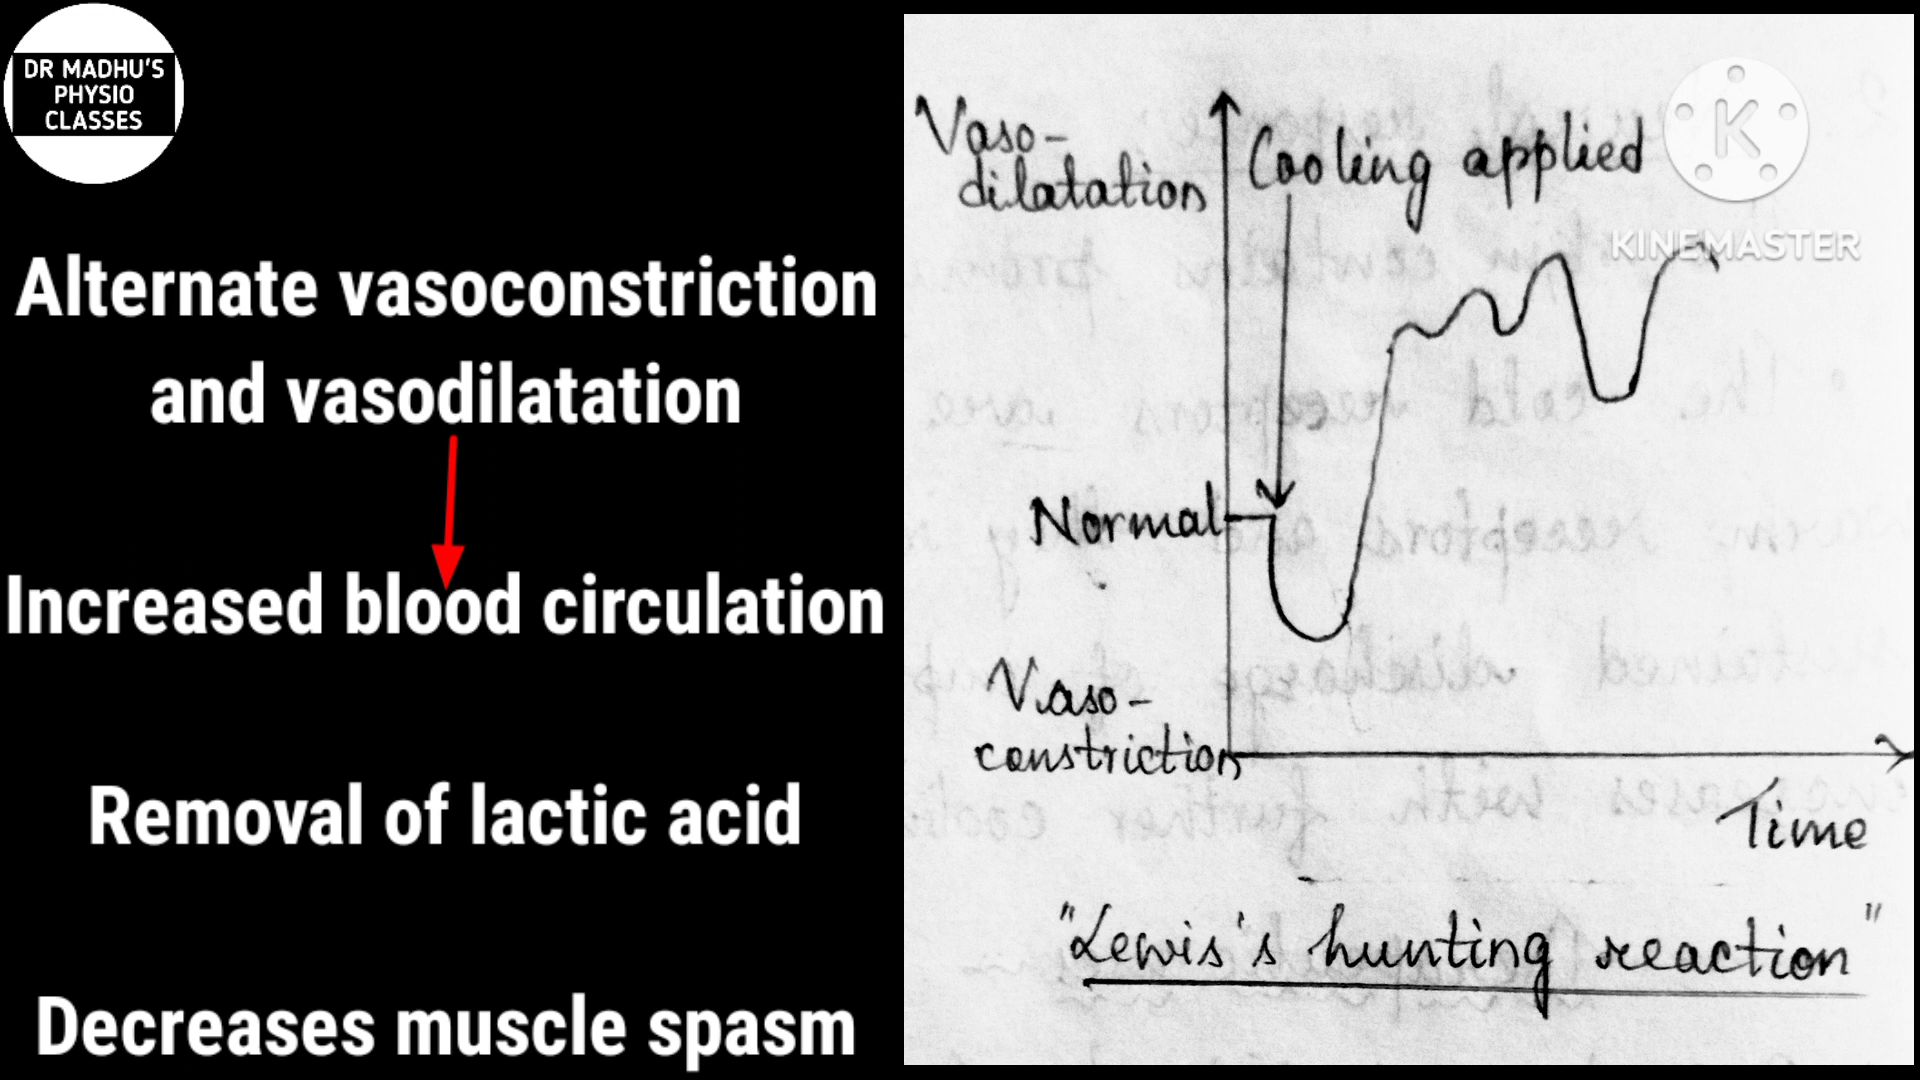 DR MADHU'S
PHYSIO
CLASSES
Alternate vasoconstriction
and vasodilatation
Increased blood circulation
Removal of lactic acid
Decreases muscle spasm
Vaso-
dilatation
Cooling applied
K
KINEMASTER
Normal
Vaso-
constriction
Time
"Lewis's hunting reaction"